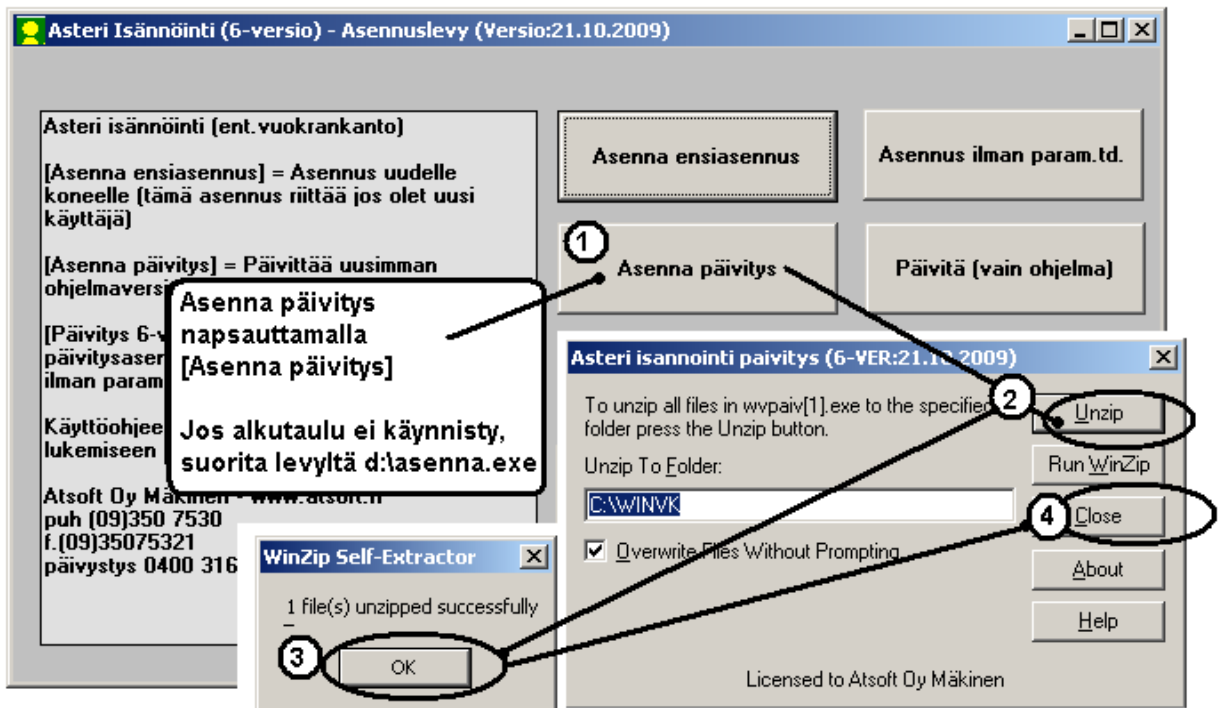 Asteri Isännöinti (6-versio) - Asennuslevy (Versio:21.10.2009)
Asteri isännöinti (ent.vuokrankanto)
[Asenna ensiasennus] = Asennus uudelle
koneelle (tämä asennus riittää jos olet uusi
käyttäjä)
[Asenna päivitys] = Päivittää uusimman
ohjelmaversi
[Päivitys 6-v
päivitysaser
ilman param
Käyttöohjee
lukemiseen
Atsoft Oy Mäkinen - www.atsoft.fi
puh (09)350 7530
f.(09)35075321
päivystys 0400 316
Asenna ensiasennus
Asennus ilman param.td.
1
Asenna päivitys
Päivitä (vain ohjelma)
Asenna päivitys
napsauttamalla
[Asenna päivitys]
Jos alkutaulu ei käynnisty,
suorita levyltä d:\asenna.exe
Asteri isannointi paivitys (6-VER:21.10.2009)
To unzip all files in wvpaiv[1].exe to the specified
folder press the Unzip button.
2
Unzip
Unzip To Folder:
Run WinZip
C:\WINVK
4
Close
Overwrite Files Without Prompting
About
Help
Licensed to Atsoft Oy Mäkinen
WinZip Self-Extractor
1 file(s) unzipped successfully
3
OK